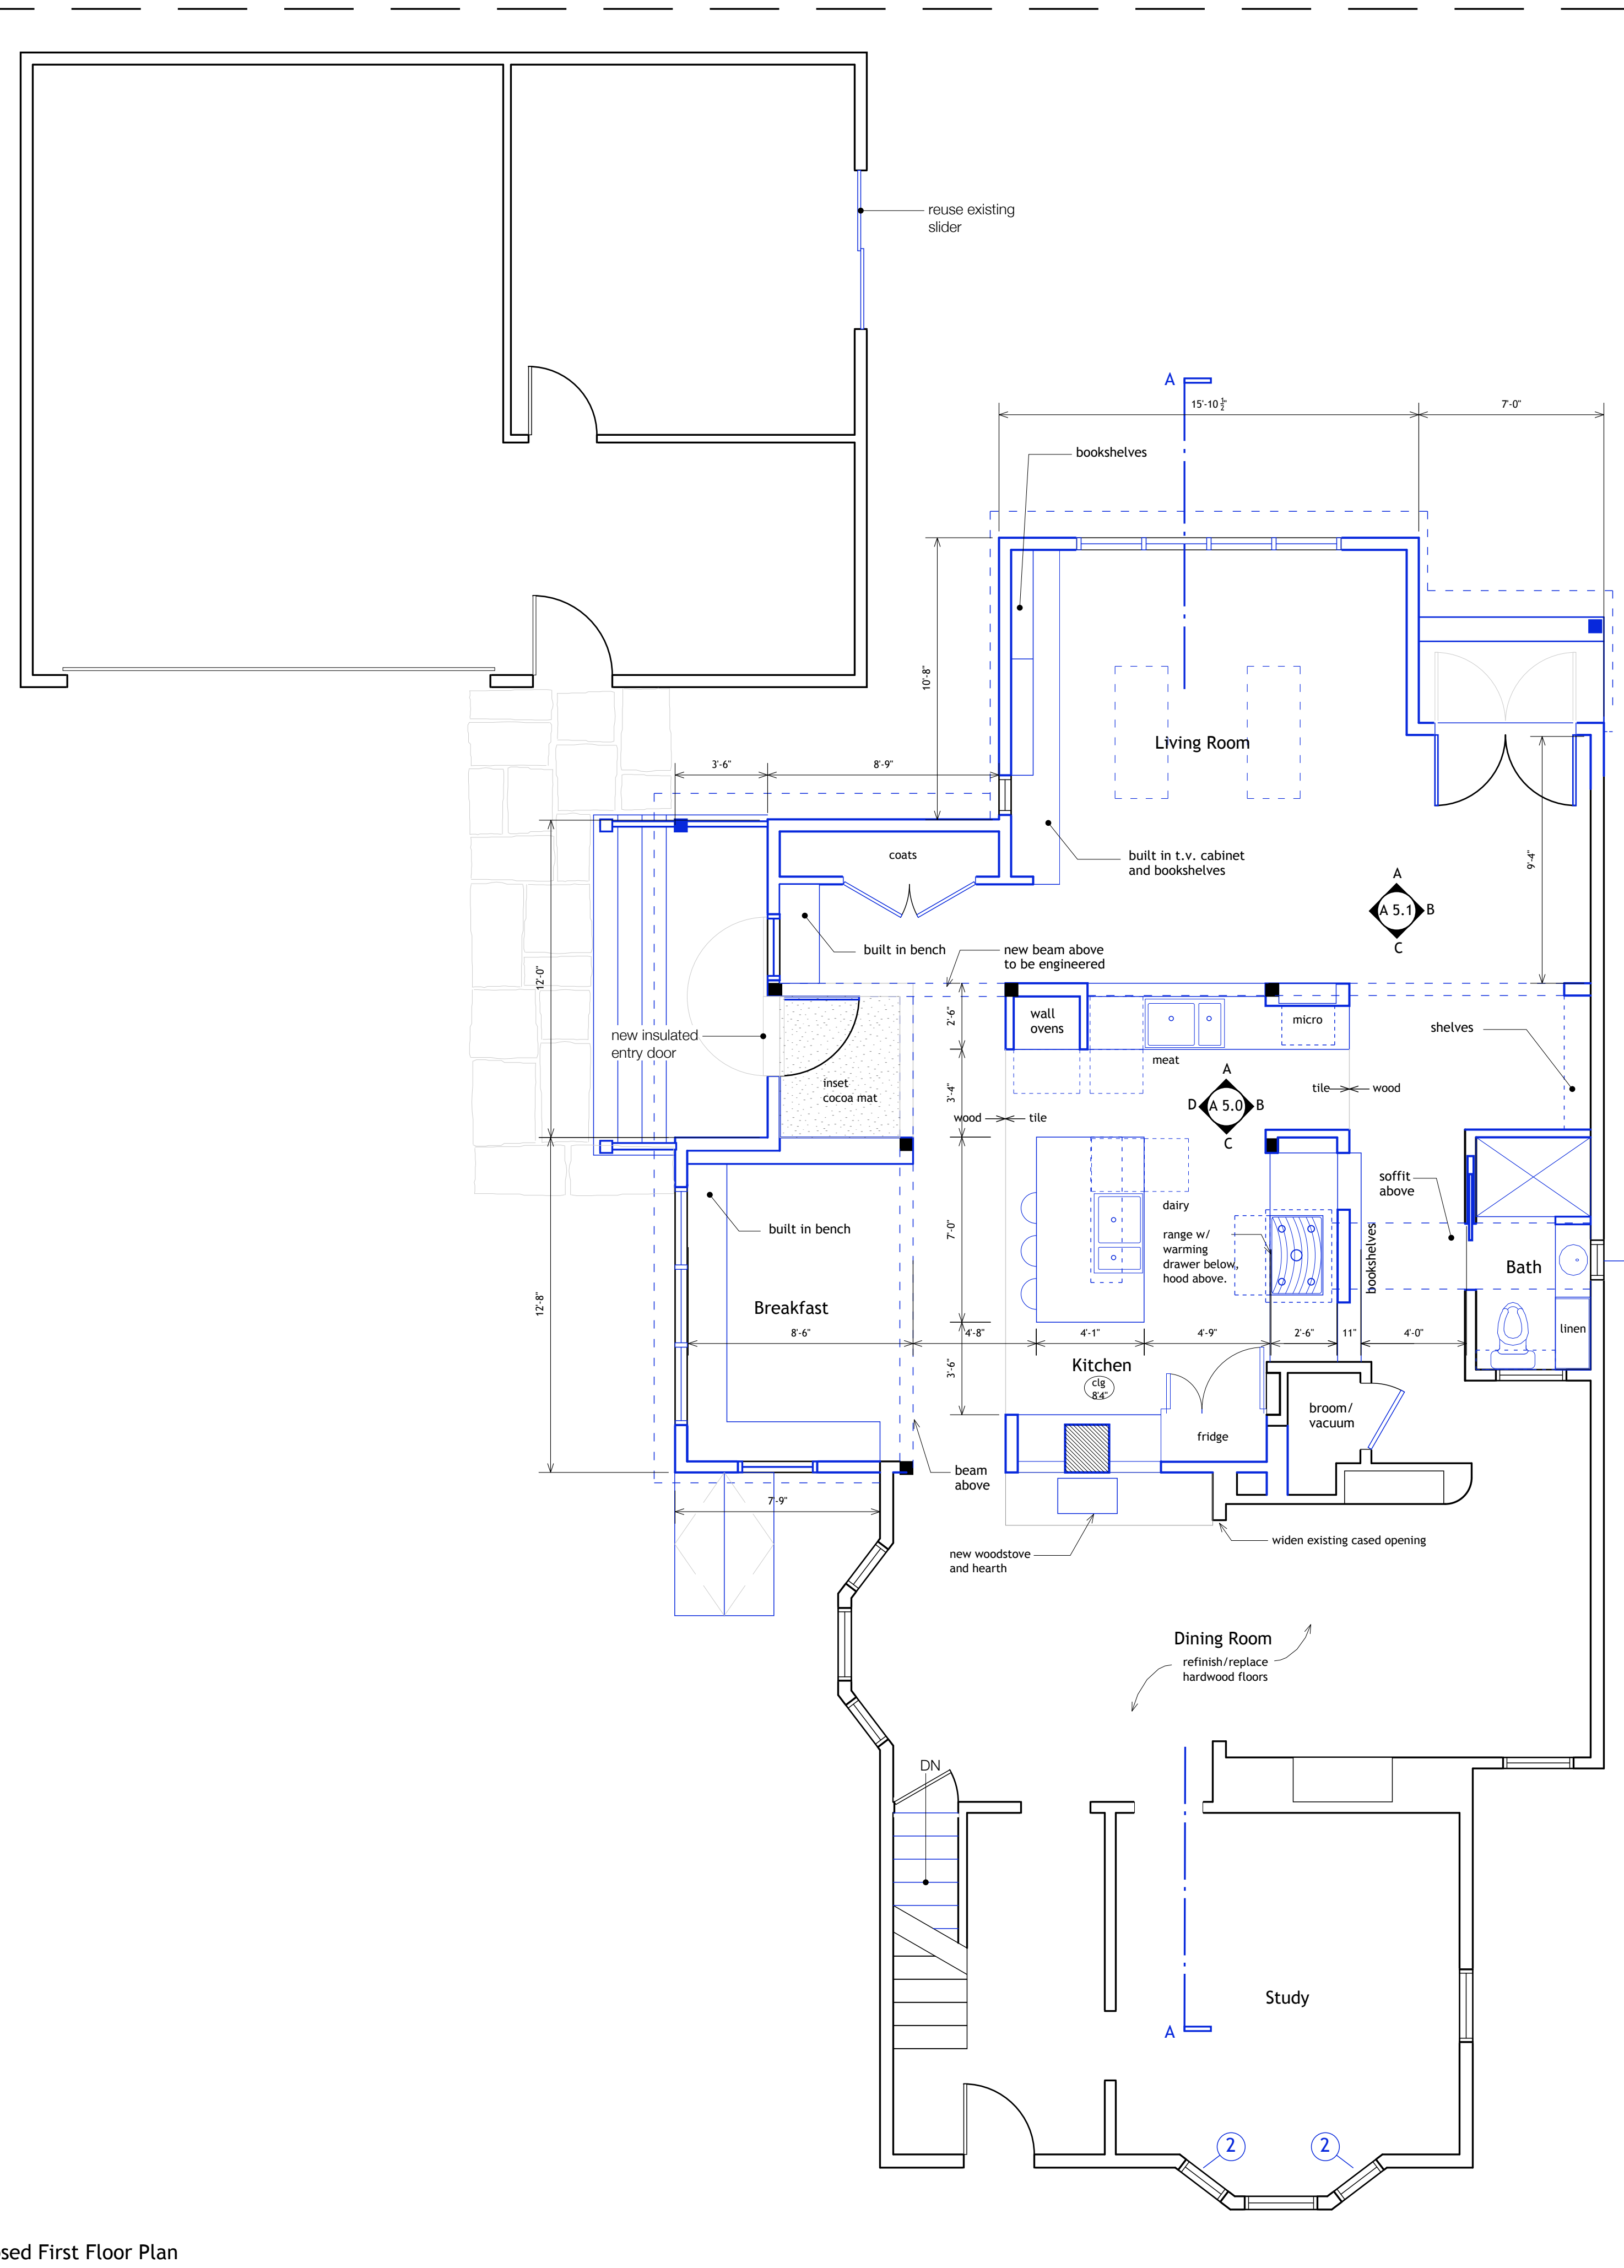 reuse existing
slider
A
15'-10 1/2"
7'-0"
bookshelves
10'-8"
Living Room
3'-6"
8'-9"
coats
built in t.v. cabinet
and bookshelves
9'-4"
A
A 5.1
B
C
built in bench
new beam above
to be engineered
12'-0"
2'-6"
wall
ovens
micro
new insulated
entry door
shelves
meat
inset
cocoa mat
3'-4"
A
D
A 5.0
B
C
tile
wood
wood
tile
soffit
above
built in bench
dairy
7'-0"
range w/
warming
drawer below,
hood above.
bookshelves
Bath
12'-8"
Breakfast
linen
8'-6"
4'-8"
4'-1"
4'-9"
2'-6"
11"
4'-0"
3'-6"
Kitchen
clg
8'4"
broom/
vacuum
fridge
beam
above
7'-9"
widen existing cased opening
new woodstove
and hearth
Dining Room
refinish/replace
hardwood floors
DN
Study
A
2
2
sed First Floor Plan